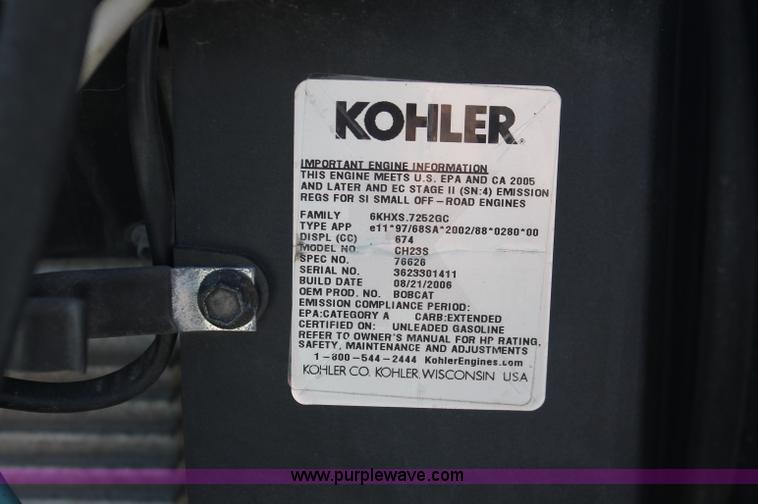 KOHLER®
IMPORTANT ENGINE INFORMATION
THIS ENGINE MEETS U.S. EPA AND CA 2005
AND LATER AND EC STAGE II (SN:4) EMISSION
REGS FOR SI SMALL OFF-ROAD ENGINES
FAMILY 6KHXS.7252GC
TYPE APP e11*97/68SA*2002/88*0280*00
DISPL (CC) 674
MODEL NO. CH23S
SPEC NO. 76626
SERIAL NO. 3623301411
BUILD DATE 08/21/2006
OEM PROD. NO. BOBCAT
EMISSION COMPLIANCE PERIOD:
EPA:CATEGORY A CARB:EXTENDED
CERTIFIED ON: UNLEADED GASOLINE
REFER TO OWNER'S MANUAL FOR HP RATING,
SAFETY, MAINTENANCE AND ADJUSTMENTS
1-800-544-2444 KohlerEngines.com
KOHLER CO. KOHLER, WISCONSIN USA
www.purplewave.com